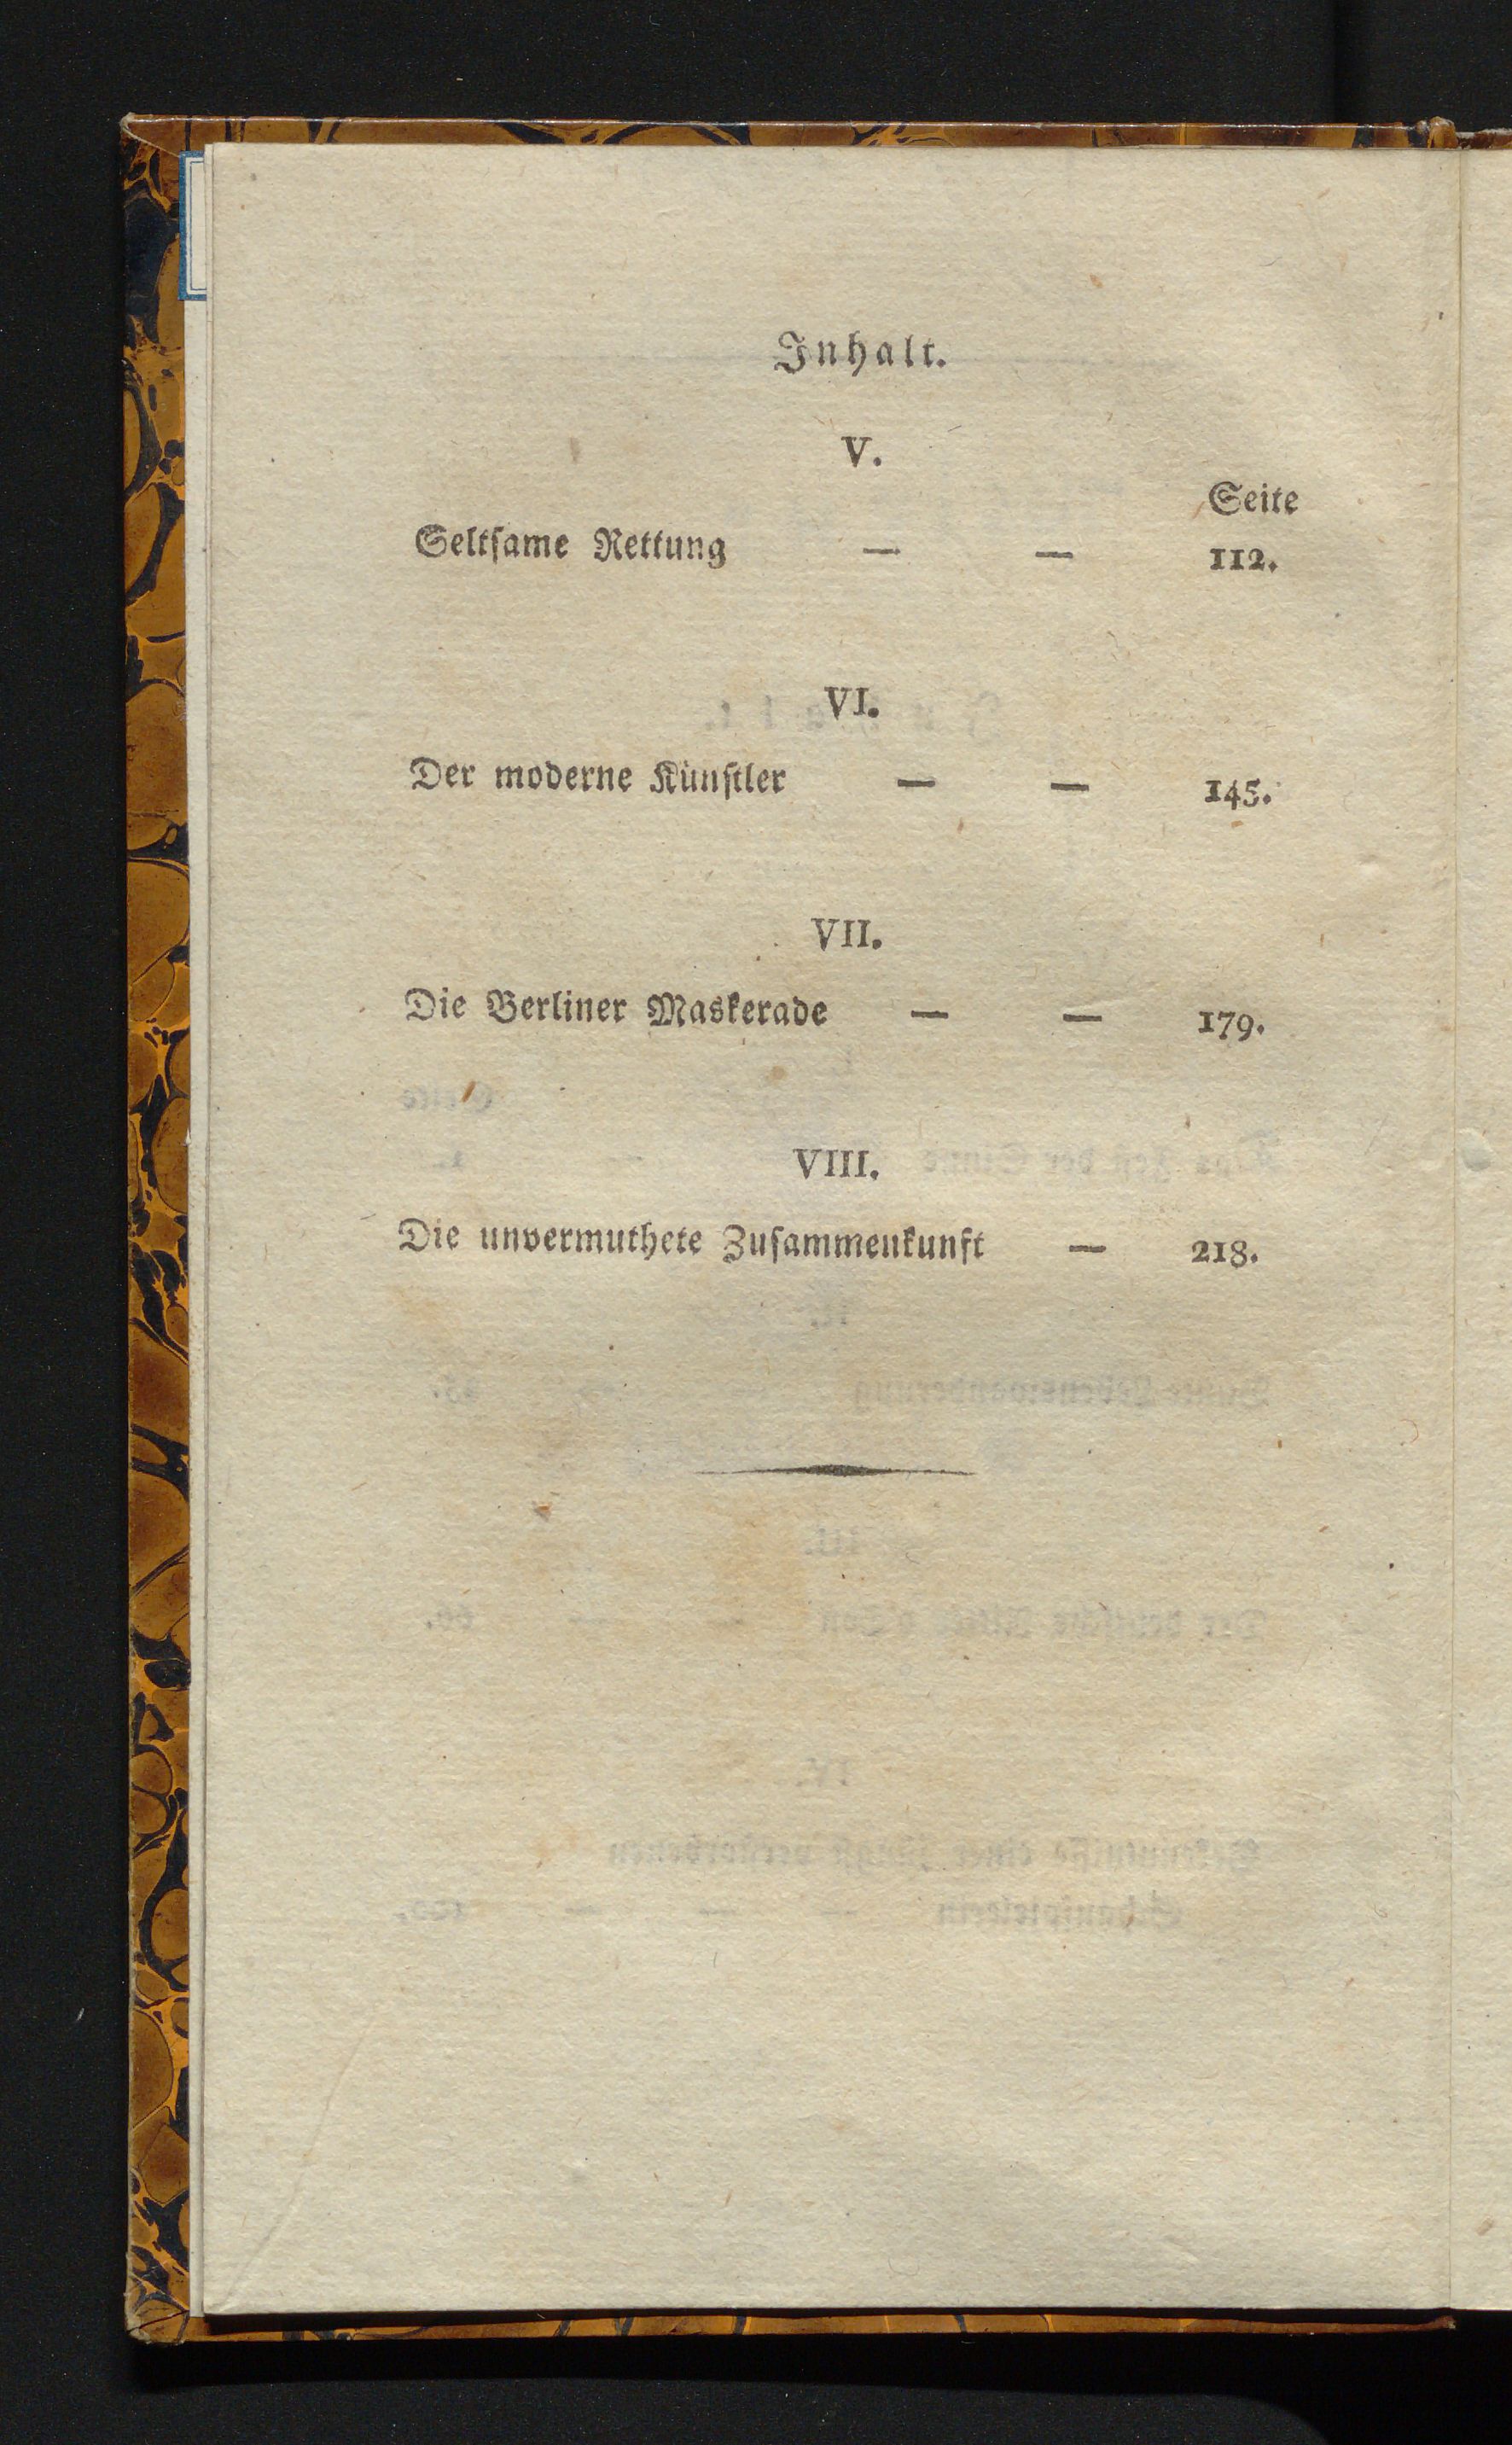 Inhalt.
V.
Seite
Seltſame Rettung — — 112.
VI.
Der moderne Künſtler — — 145.
VII.
Die Berliner Maskerade — — 179.
VIII.
Die unvermuthete Zuſammenkunft — 218.